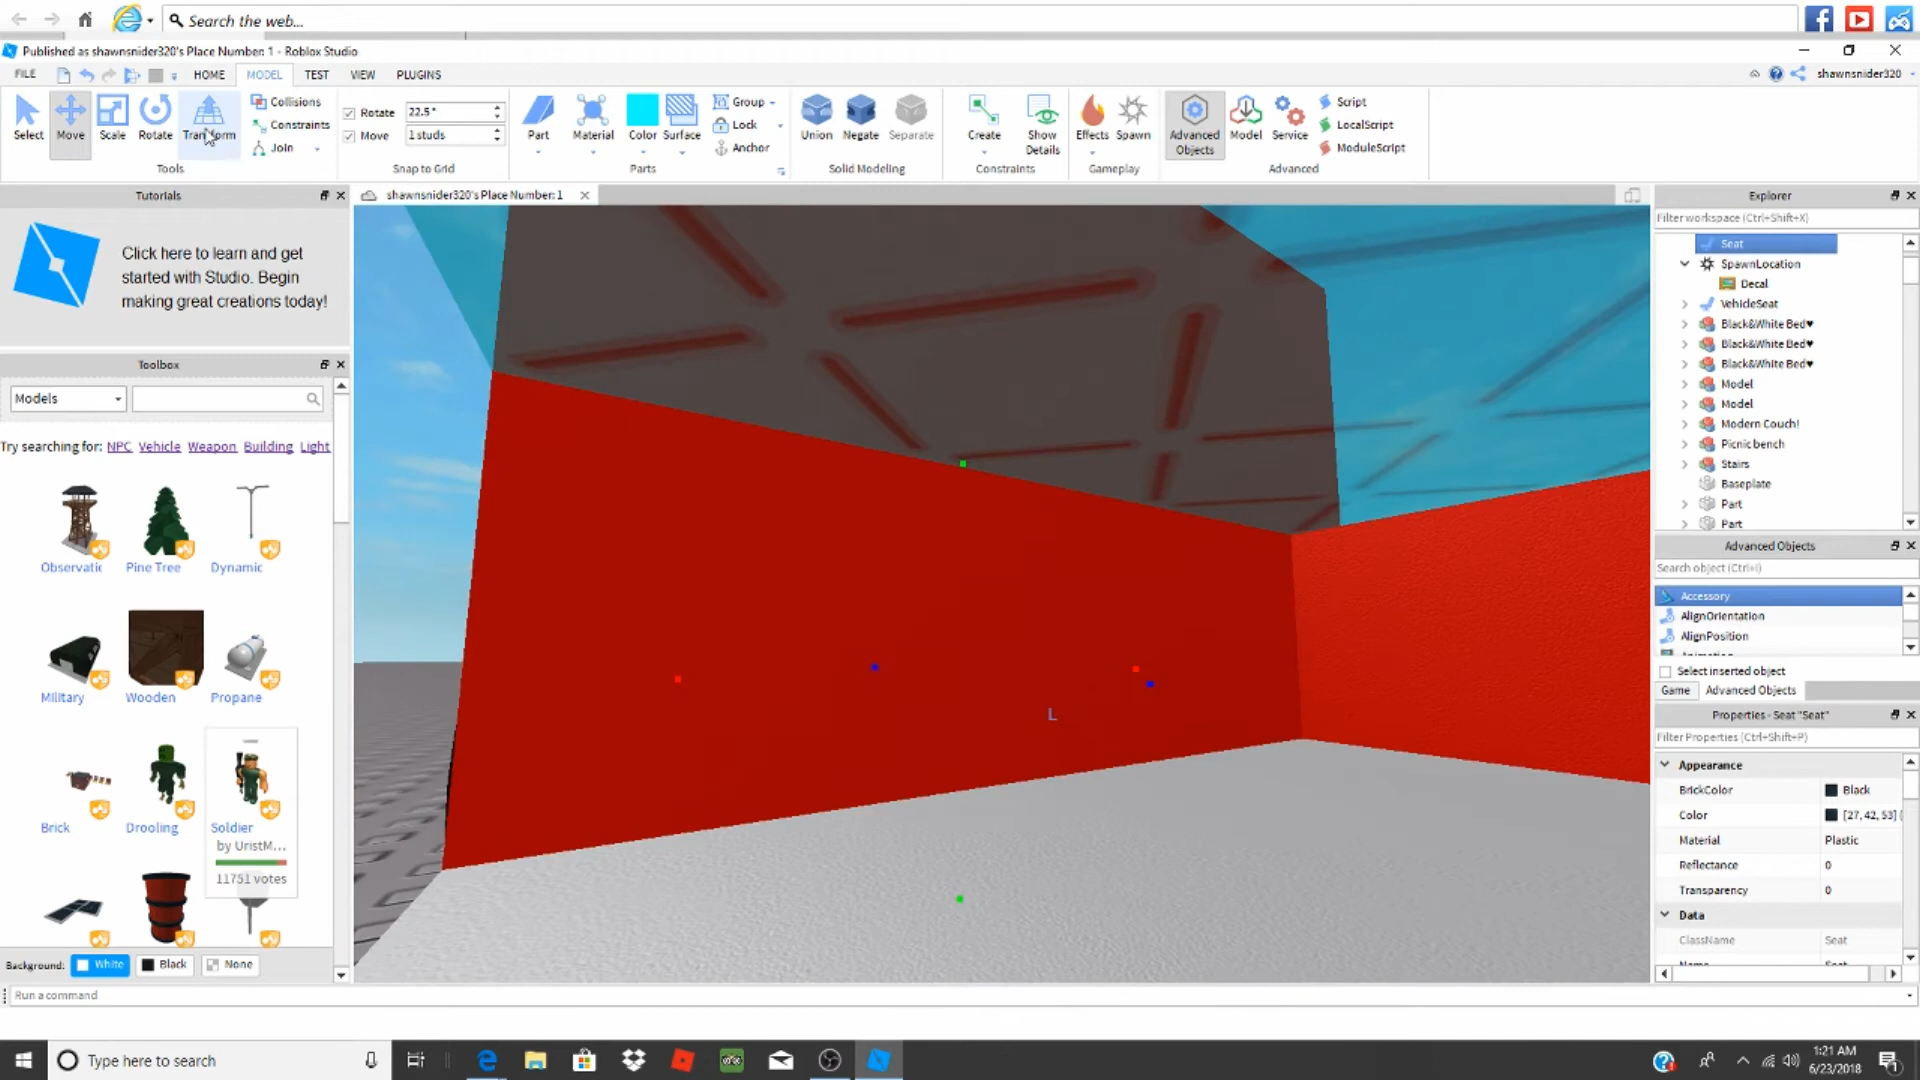 Search the web...
Published as shawnsnider320's Place Number: 1 - Roblox Studio
FILE HOME MODEL TEST VIEW PLUGINS shawnsnider320
Select Move Scale Rotate Transform
Collisions
Constraints
Join
Tools
Rotate 22.5°
Move 1 studs
Snap to Grid
Part Material Color Surface
Group
Lock
Anchor
Parts
Union Negate Separate
Solid Modeling
Create Show Details
Constraints
Effects Spawn
Gameplay
Advanced Objects Model Service
Script
LocalScript
ModuleScript
Advanced
Tutorials
Click here to learn and get
started with Studio. Begin
making great creations today!
Toolbox
Models
Try searching for: NPC Vehicle Weapon Building Light
Observatic Pine Tree Dynamic
Military Wooden Propane
Brick Drooling Soldier
by UristM...
11751 votes
Background: White Black None
Run a command
shawnsnider320's Place Number: 1
L
Explorer
Filter workspace (Ctrl+Shift+X)
Seat
SpawnLocation
Decal
VehicleSeat
Black&White Bed♥
Black&White Bed♥
Black&White Bed♥
Model
Model
Modern Couch!
Picnic bench
Stairs
Baseplate
Part
Part
Advanced Objects
Search object (Ctrl+I)
Accessory
AlignOrientation
AlignPosition
Select inserted object
Game Advanced Objects
Properties - Seat "Seat"
Filter Properties (Ctrl+Shift+P)
Appearance
BrickColor Black
Color [27, 42, 53] (
Material Plastic
Reflectance 0
Transparency 0
Data
ClassName Seat
Type here to search
1:21 AM
6/23/2018